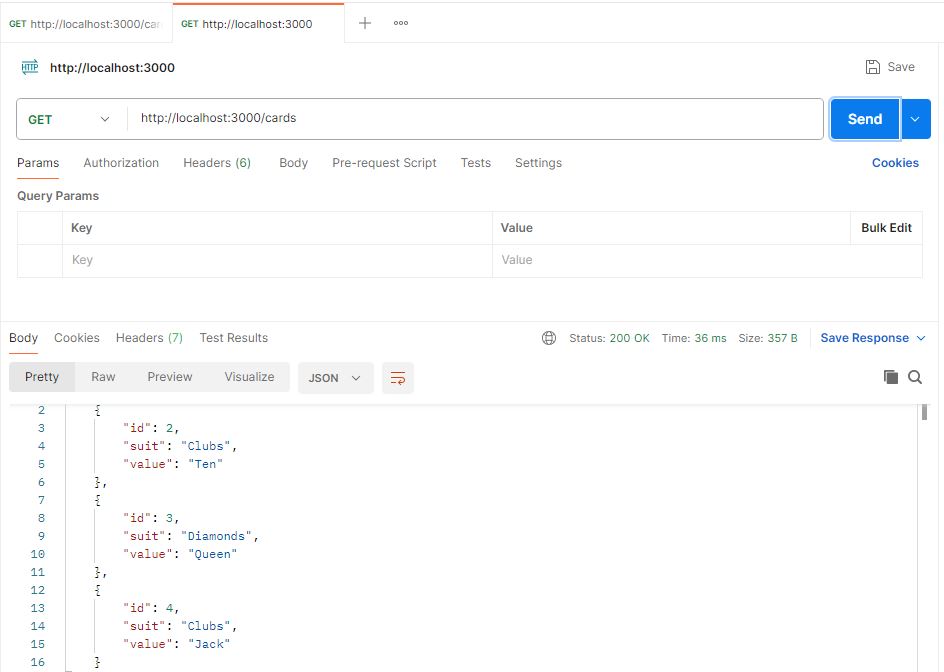 GET http://localhost:3000/car
GET http://localhost:3000
HTTP http://localhost:3000
Save
GET http://localhost:3000/cards Send
Params Authorization Headers (6) Body Pre-request Script Tests Settings Cookies
Query Params
Key Value Bulk Edit
Key Value
Body Cookies Headers (7) Test Results Status: 200 OK Time: 36 ms Size: 357 B Save Response
Pretty Raw Preview Visualize JSON
2 {
3 "id": 2,
4 "suit": "Clubs",
5 "value": "Ten"
6 },
7 {
8 "id": 3,
9 "suit": "Diamonds",
10 "value": "Queen"
11 },
12 {
13 "id": 4,
14 "suit": "Clubs",
15 "value": "Jack"
16 }